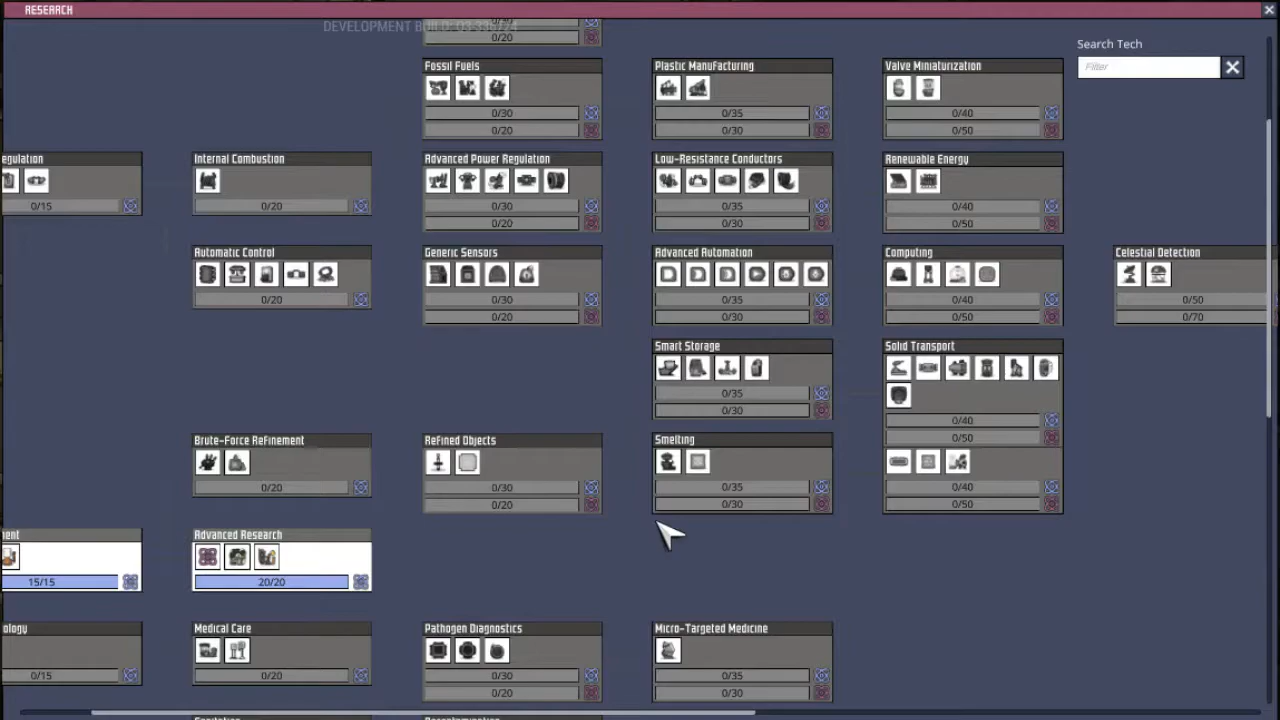 RESEARCH
DEVELOPMENT BUILD:
0/20
Search Tech
Filter
Fossil Fuels
0/30
0/20
Plastic Manufacturing
0/35
0/30
Valve Miniaturization
0/40
0/50
egulation
0/15
Internal Combustion
0/20
Advanced Power Regulation
0/30
0/20
Low-Resistance Conductors
0/35
0/30
Renewable Energy
0/40
0/50
Automatic Control
0/20
Generic Sensors
0/30
0/20
Advanced Automation
0/35
0/30
Computing
0/40
0/50
Celestial Detection
0/50
0/70
Smart Storage
0/35
0/30
Solid Transport
0/40
0/50
Brute-Force Refinement
0/20
Refined Objects
0/30
0/20
Smelting
0/35
0/30
0/40
0/50
ment
15/15
Advanced Research
20/20
ology
0/15
Medical Care
0/20
Pathogen Diagnostics
0/30
0/20
Micro-Targeted Medicine
0/35
0/30